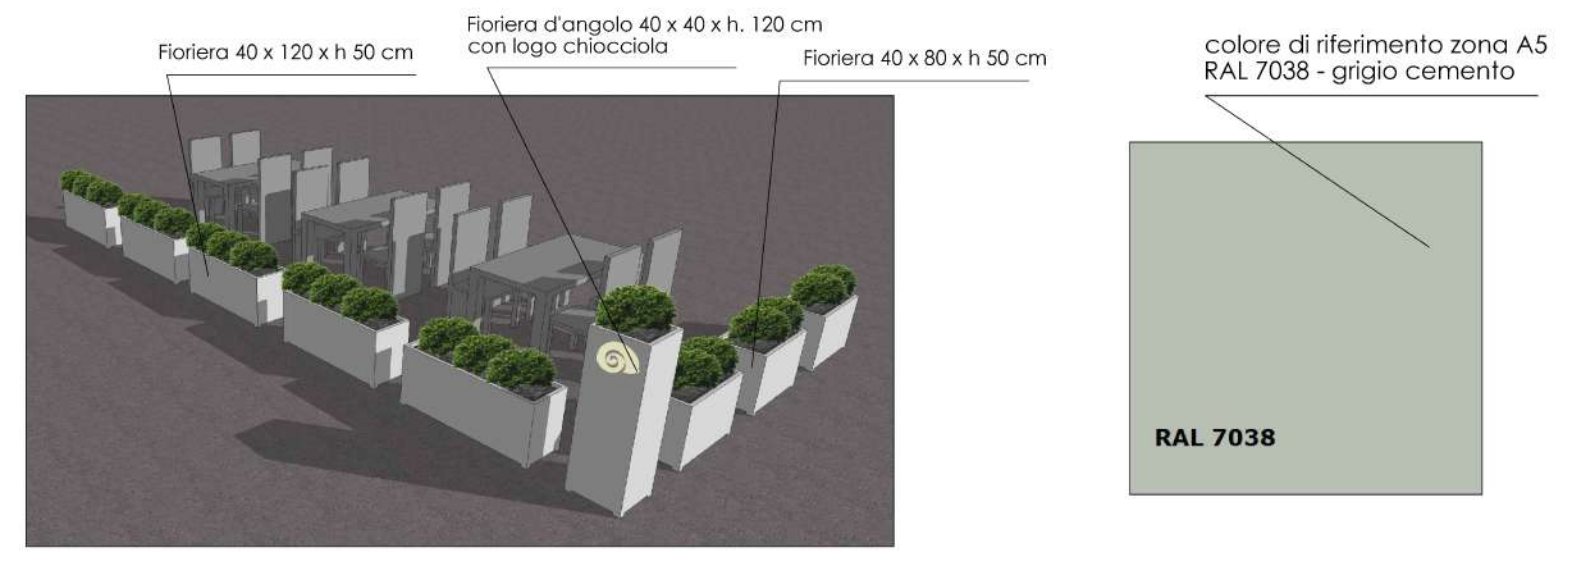 Fioriera 40 x 120 x h 50 cm
Fioriera d'angolo 40 x 40 x h. 120 cm
con logo chiocciola
Fioriera 40 x 80 x h 50 cm
colore di riferimento zona A5
RAL 7038 - grigio cemento
RAL 7038